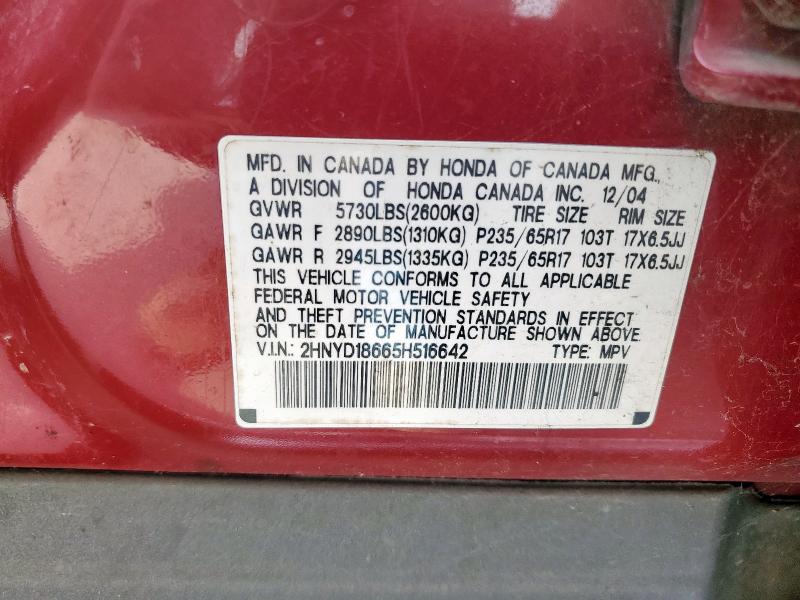 MFD. IN CANADA BY HONDA OF CANADA MFG.,
A DIVISION OF HONDA CANADA INC. 12/04
GVWR 5730LBS(2600KG) TIRE SIZE RIM SIZE
GAWR F 2890LBS(1310KG) P235/65R17 103T 17X6.5JJ
GAWR R 2945LBS(1335KG) P235/65R17 103T 17X6.5JJ
THIS VEHICLE CONFORMS TO ALL APPLICABLE
FEDERAL MOTOR VEHICLE SAFETY
AND THEFT PREVENTION STANDARDS IN EFFECT
ON THE DATE OF MANUFACTURE SHOWN ABOVE.
V.I.N.: 2HNYD18665H516642 TYPE: MPV